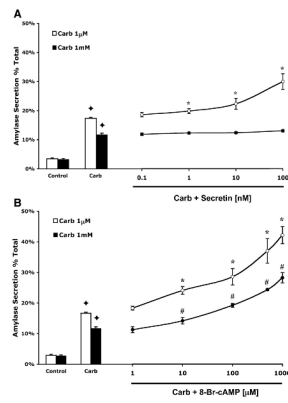 A
Carb 1µM
Carb 1mM
Amylase Secretion % Total
50%
40%
30%
20%
10%
0%
Control
Carb
0.1
1
10
100
Carb + Secretin [nM]
* * *
+ +
B
Carb 1µM
Carb 1mM
Amylase Secretion % Total
50%
40%
30%
20%
10%
0%
Control
Carb
1
10
100
1000
Carb + 8-Br-cAMP [µM]
* * * *
# # # #
+ +